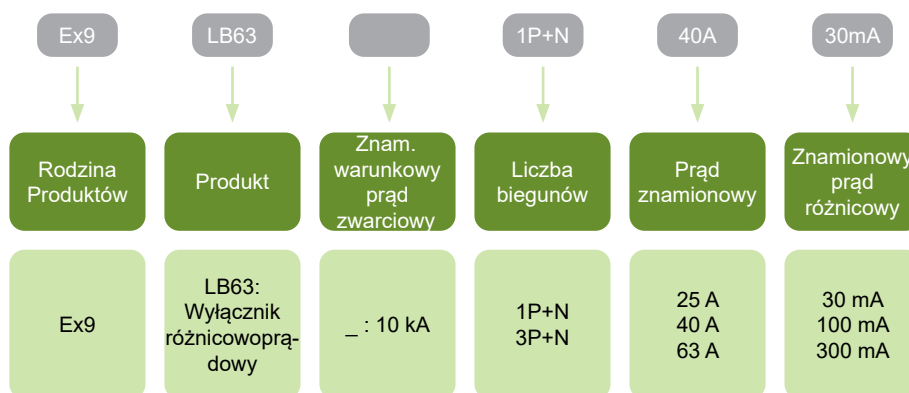 Ex9
LB63
1P+N
40A
30mA
Rodzina
Produktów
Produkt
Znam.
warunkowy
prąd
zwarciowy
Liczba
biegunów
Prąd
znamionowy
Znamionowy
prąd
różnicowy
Ex9
LB63:
Wyłącznik
różnicowoprą-
dowy
_ : 10 kA
1P+N
3P+N
25 A
40 A
63 A
30 mA
100 mA
300 mA